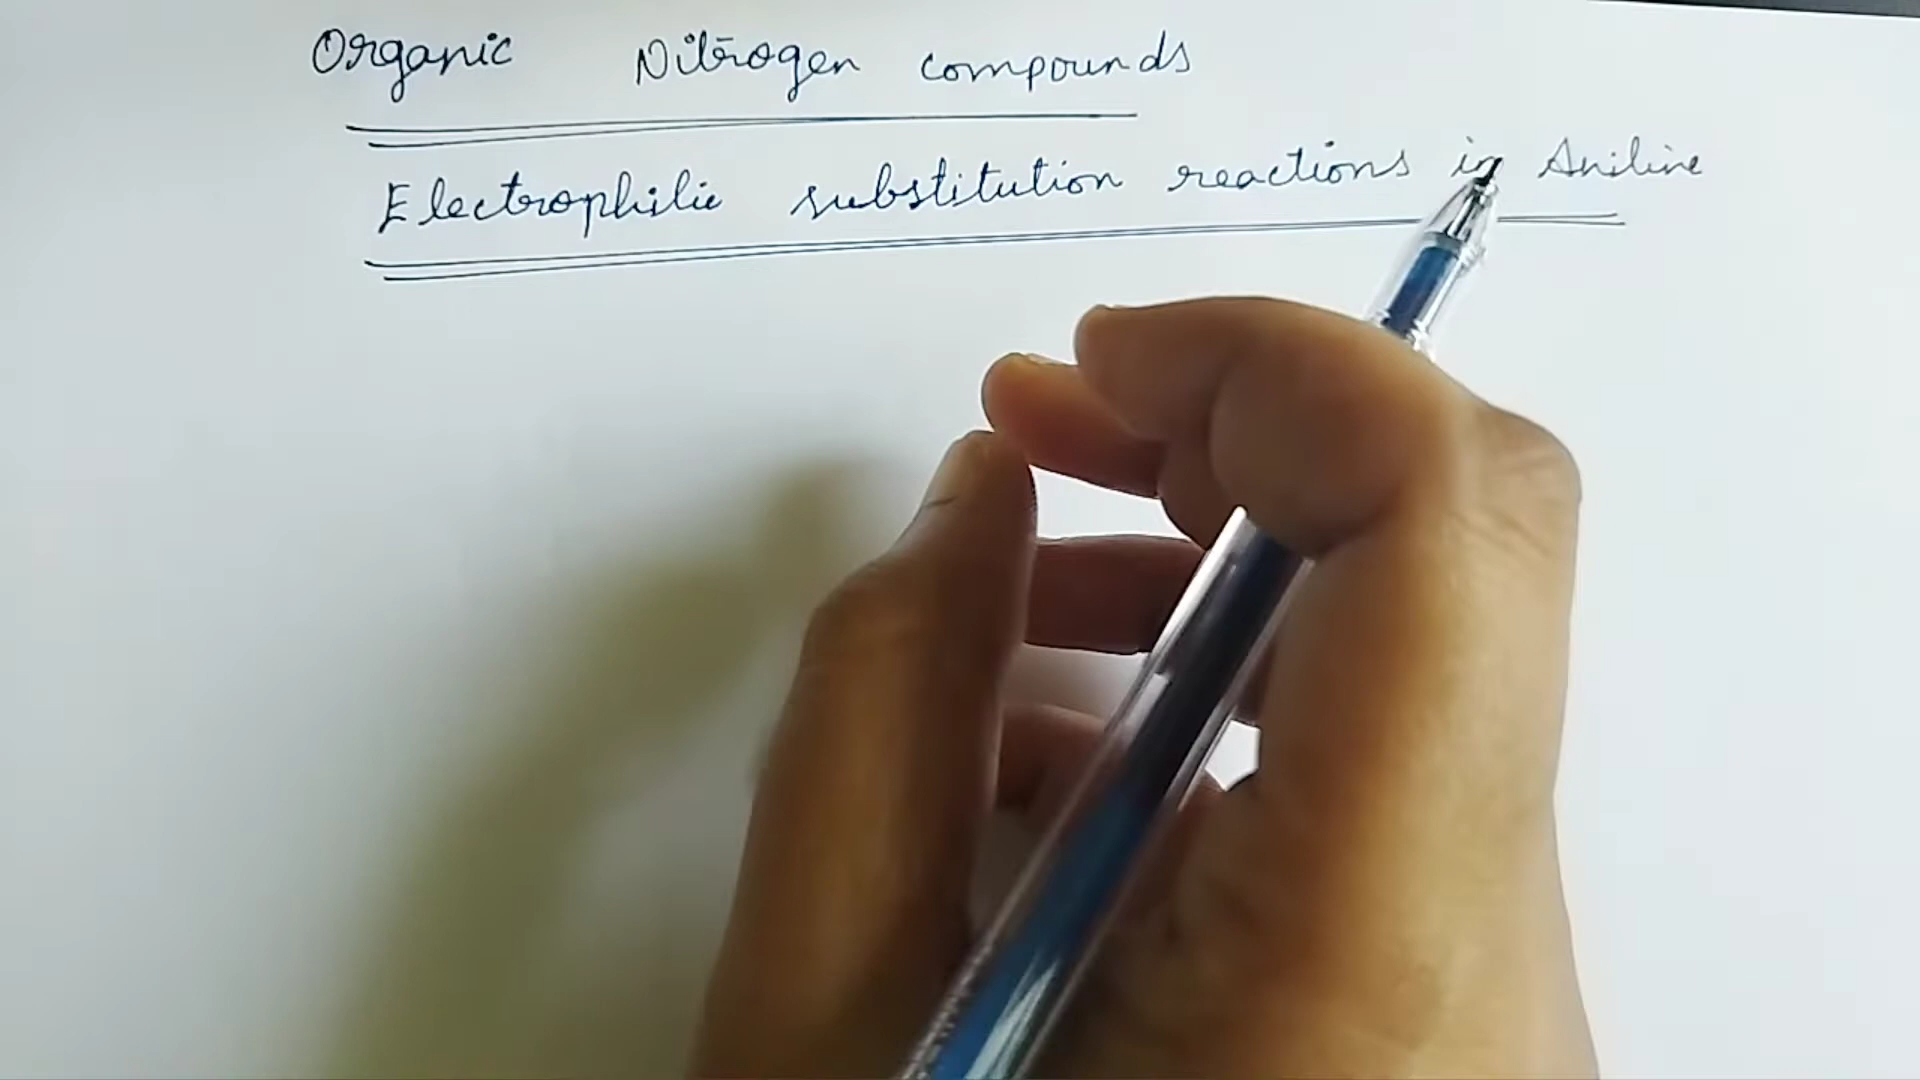 Organic Nitrogen compounds
Electrophilic substitution reactions in Aniline